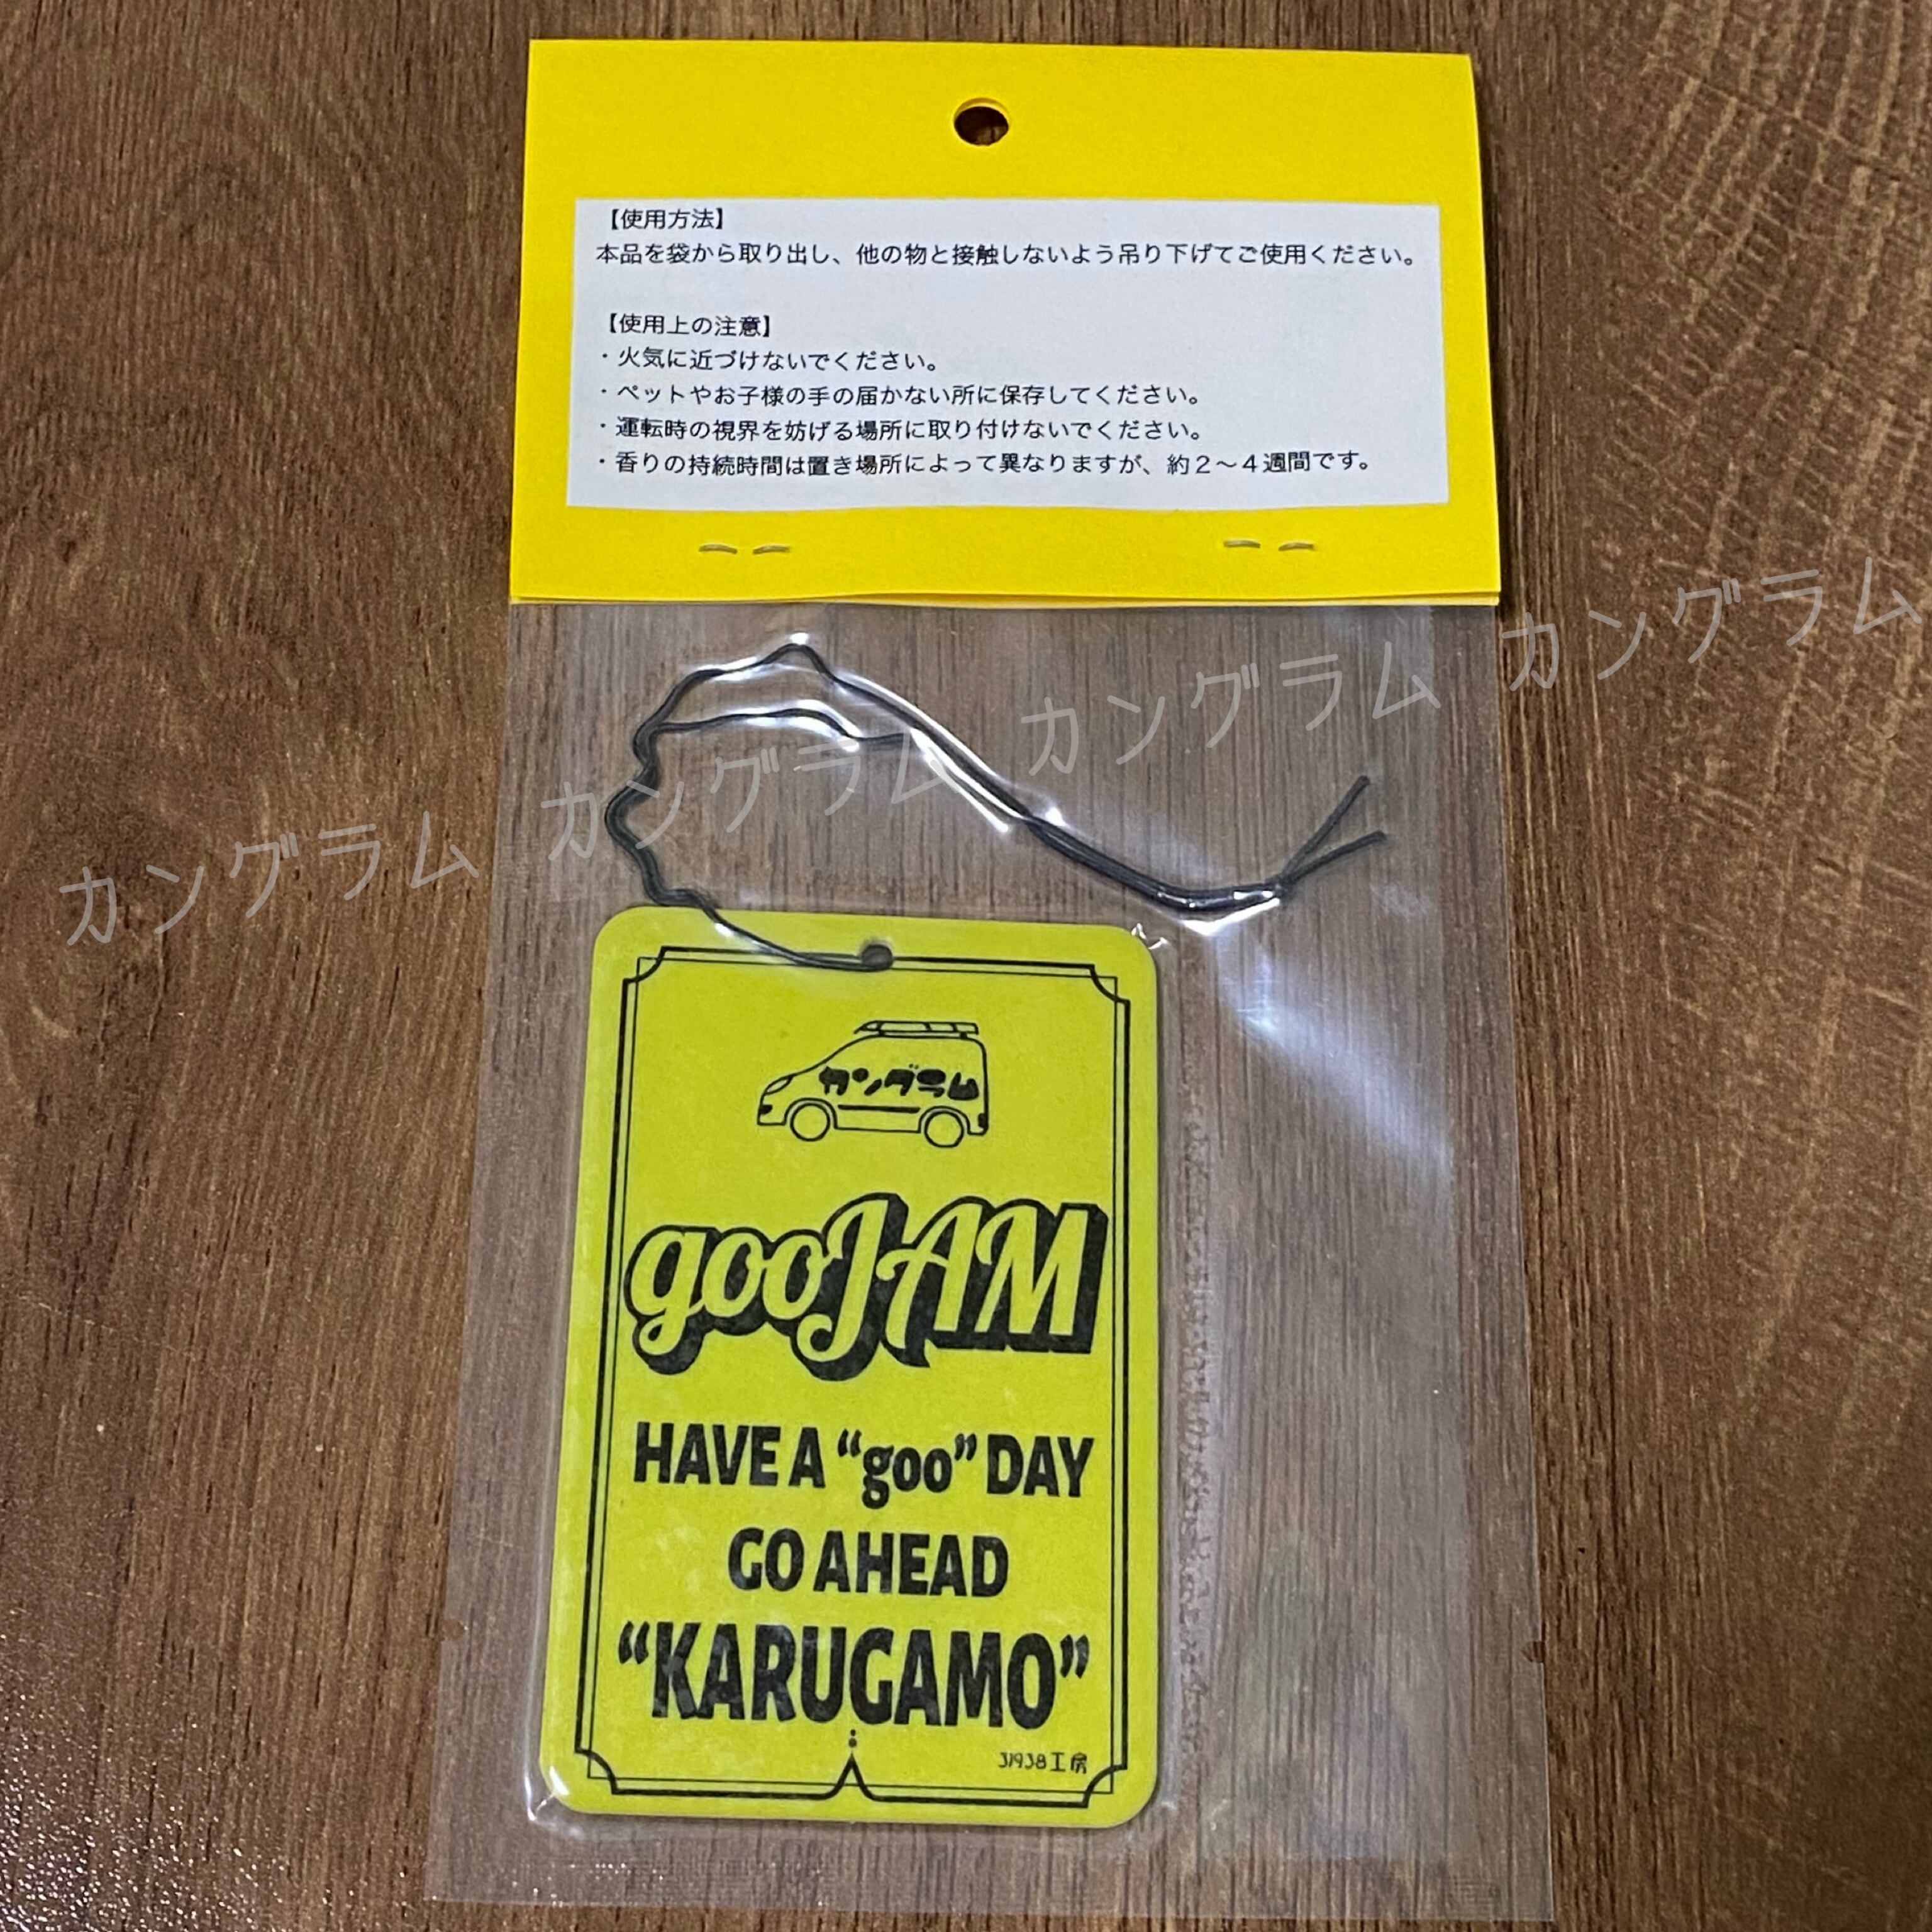 【使用方法】
本品を袋から取り出し、他の物と接触しないよう吊り下げてご使用ください。
【使用上の注意】
・火気に近づけないでください。
・ペットやお子様の手の届かない所に保存してください。
・運転時の視界を妨げる場所に取り付けないでください。
・香りの持続時間は置き場所によって異なりますが、約２〜４週間です。
カングラム カングラム カングラム カングラム
カングラム
gooJAM
HAVE A “goo” DAY
GO AHEAD
“KARUGAMO”
31938工房